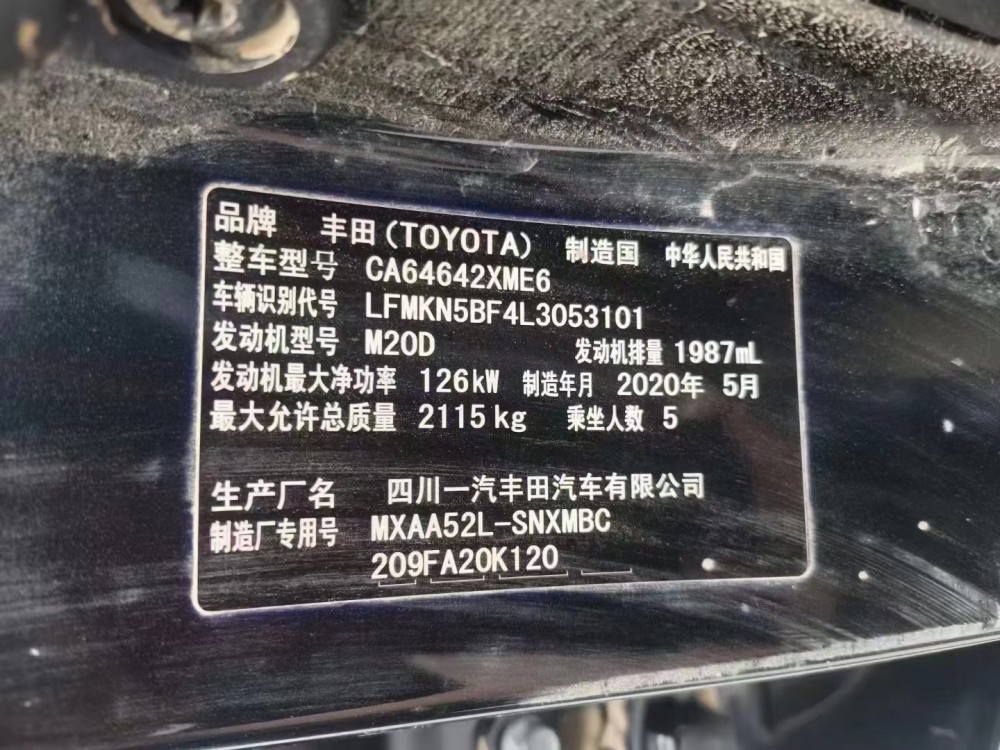 品牌 丰田(TOYOTA) 制造国 中华人民共和国
整车型号 CA64642XME6
车辆识别代号 LFMKN5BF4L3053101
发动机型号 M20D 发动机排量 1987mL
发动机最大净功率 126kW 制造年月 2020年 5月
最大允许总质量 2115kg 乘坐人数 5
生产厂名 四川一汽丰田汽车有限公司
制造厂专用号 MXAA52L-SNXMBC
209FA20K120